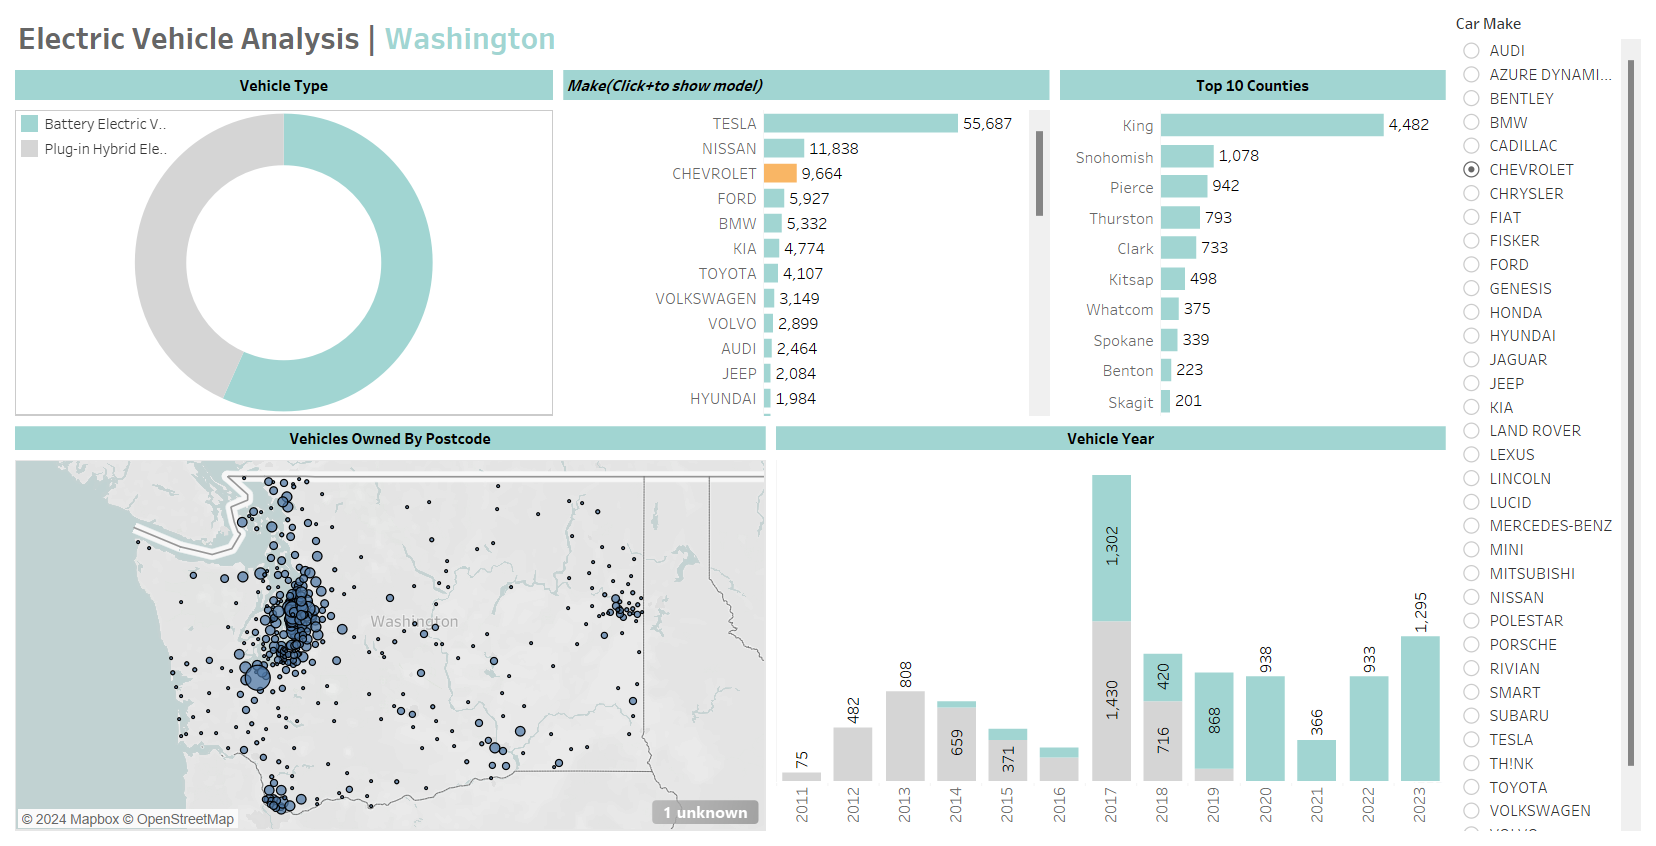 Electric Vehicle Analysis | Washington
Vehicle Type
Battery Electric V..
Plug-in Hybrid Ele..
Make(Click+to show model)
TESLA 55,687
NISSAN 11,838
CHEVROLET 9,664
FORD 5,927
BMW 5,332
KIA 4,774
TOYOTA 4,107
VOLKSWAGEN 3,149
VOLVO 2,899
AUDI 2,464
JEEP 2,084
HYUNDAI 1,984
Top 10 Counties
King 4,482
Snohomish 1,078
Pierce 942
Thurston 793
Clark 733
Kitsap 498
Whatcom 375
Spokane 339
Benton 223
Skagit 201
Car Make
AUDI
AZURE DYNAMI...
BENTLEY
BMW
CADILLAC
CHEVROLET
CHRYSLER
FIAT
FISKER
FORD
GENESIS
HONDA
HYUNDAI
JAGUAR
JEEP
KIA
LAND ROVER
LEXUS
LINCOLN
LUCID
MERCEDES-BENZ
MINI
MITSUBISHI
NISSAN
POLESTAR
PORSCHE
RIVIAN
SMART
SUBARU
TESLA
TH!NK
TOYOTA
VOLKSWAGEN
Vehicles Owned By Postcode
Washington
© 2024 Mapbox © OpenStreetMap
1 unknown
Vehicle Year
75
482
808
659
371
1,302
1,430
420
716
868
938
366
933
1,295
2011
2012
2013
2014
2015
2016
2017
2018
2019
2020
2021
2022
2023